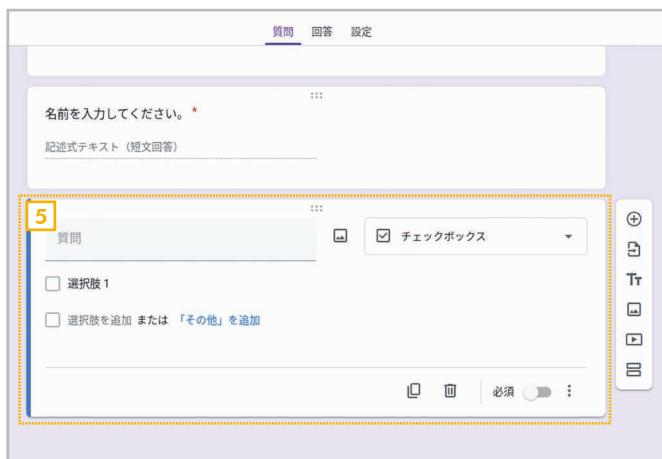 質問 回答 設定
名前を入力してください。 *
記述式テキスト（短文回答）
5
質問
チェックボックス
選択肢 1
選択肢を追加 または 「その他」を追加
Tт
必須